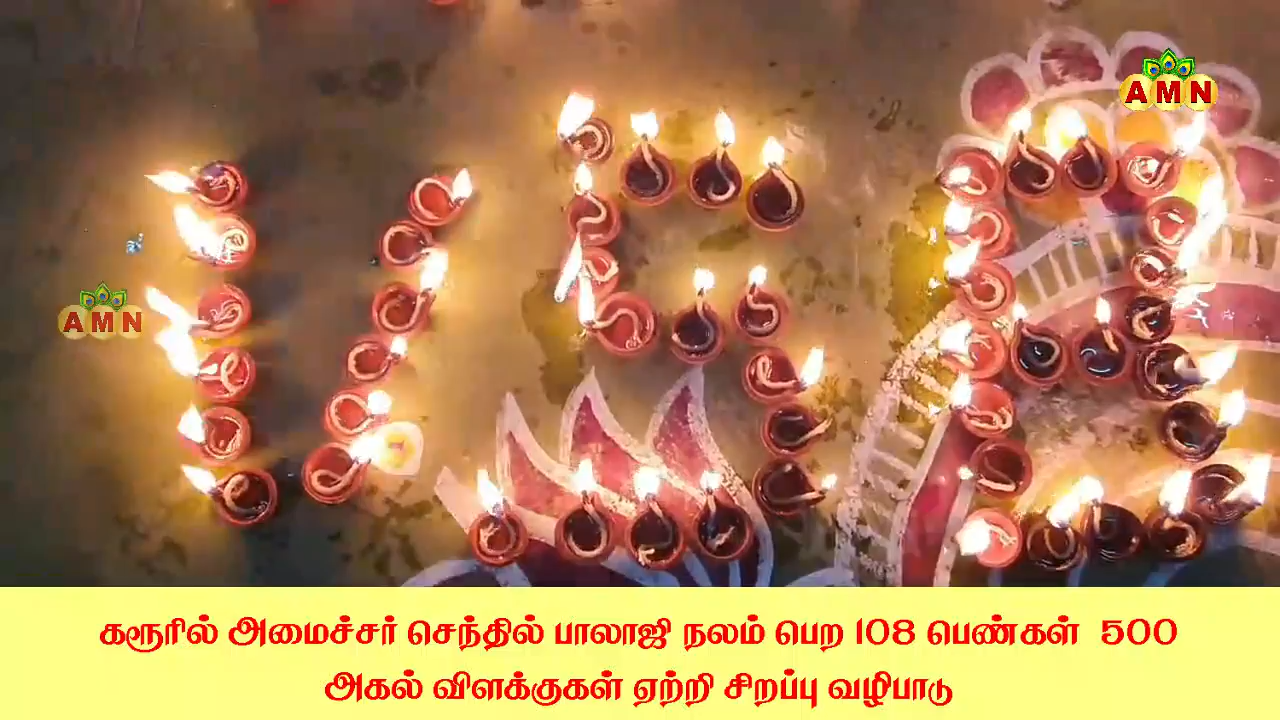 AMN
AMN
கரூரில் அமைச்சர் செந்தில் பாலாஜி நலம் பெற 108 பெண்கள் 500
அகல் விளக்குகள் ஏற்றி சிறப்பு வழிபாடு